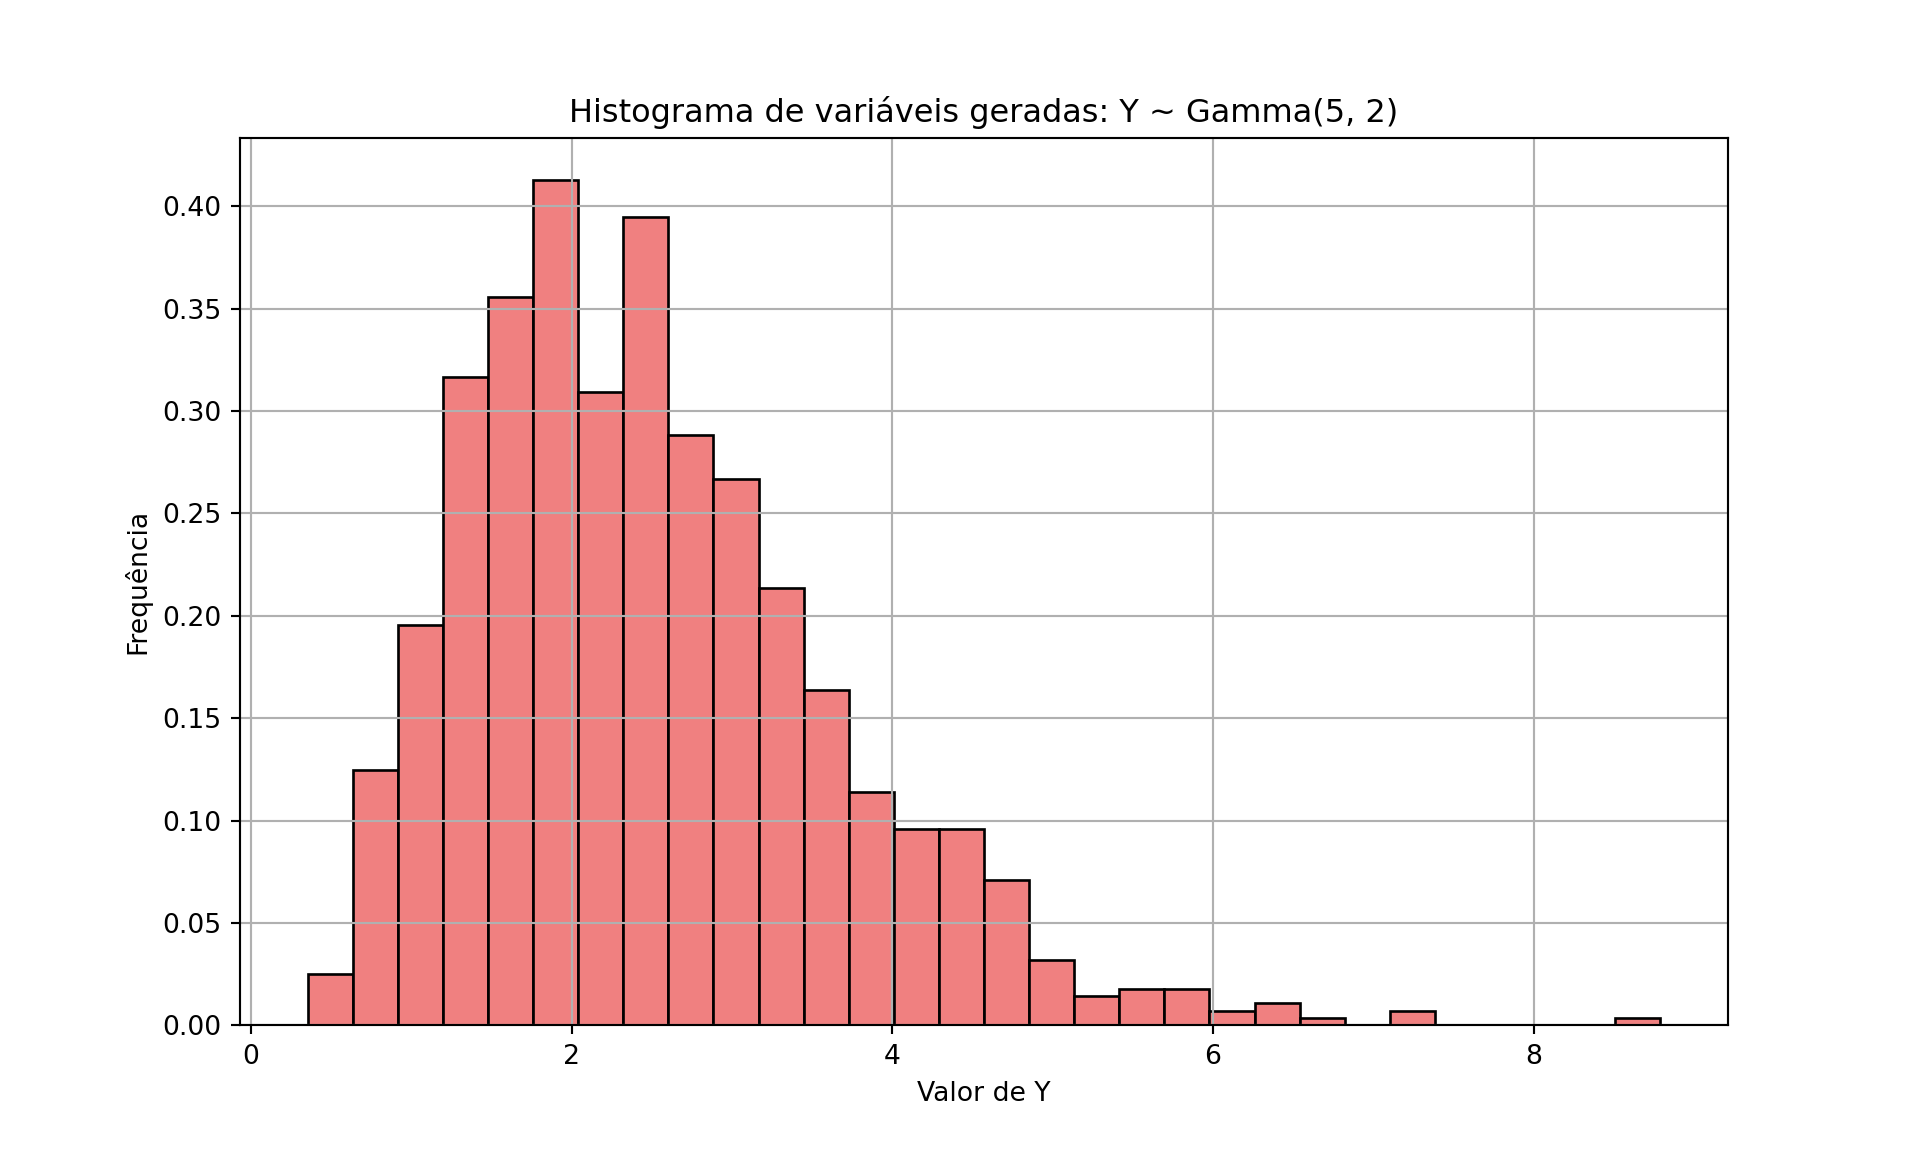 Histograma de variáveis geradas: Y ~ Gamma(5, 2)
0.40
0.35
0.30
0.25
0.20
0.15
0.10
0.05
0.00
Frequência
0 2 4 6 8
Valor de Y